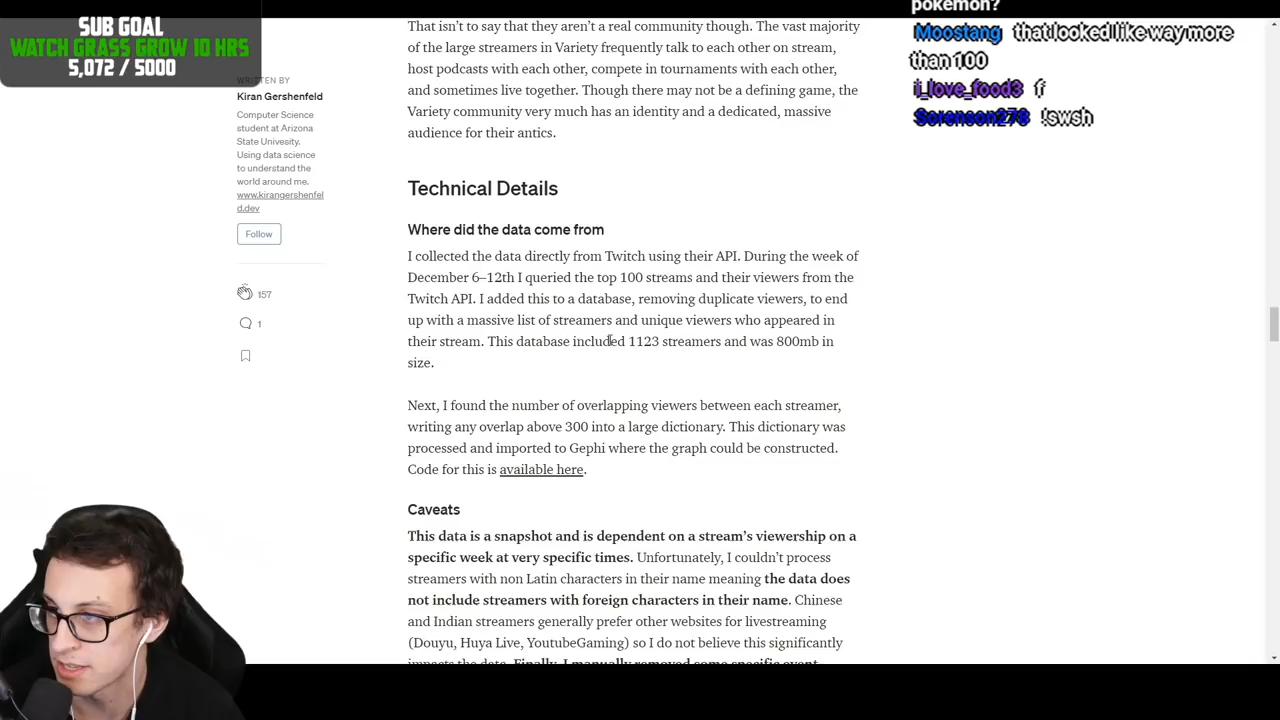 SUB GOAL
WATCH GRASS GROW 10 HRS
5,072 / 5000
WRITTEN BY
Kiran Gershenfeld
Computer Science
student at Arizona
State Univesity.
Using data science
to understand the
world around me.
www.kirangershenfel
d.dev
Follow
157
1
That isn't to say that they aren't a real community though. The vast majority
of the large streamers in Variety frequently talk to each other on stream,
host podcasts with each other, compete in tournaments with each other,
and sometimes live together. Though there may not be a defining game, the
Variety community very much has an identity and a dedicated, massive
audience for their antics.
Technical Details
Where did the data come from
I collected the data directly from Twitch using their API. During the week of
December 6–12th I queried the top 100 streams and their viewers from the
Twitch API. I added this to a database, removing duplicate viewers, to end
up with a massive list of streamers and unique viewers who appeared in
their stream. This database included 1123 streamers and was 800mb in
size.
Next, I found the number of overlapping viewers between each streamer,
writing any overlap above 300 into a large dictionary. This dictionary was
processed and imported to Gephi where the graph could be constructed.
Code for this is available here.
Caveats
This data is a snapshot and is dependent on a stream's viewership on a
specific week at very specific times. Unfortunately, I couldn't process
streamers with non Latin characters in their name meaning the data does
not include streamers with foreign characters in their name. Chinese
and Indian streamers generally prefer other websites for livestreaming
(Douyu, Huya Live, YoutubeGaming) so I do not believe this significantly
impacts the data. Finally, I manually removed some specific event
pokemon?
Moostang that looked like way more
than 100
i_love_food3 f
Sorenson278 !swsh